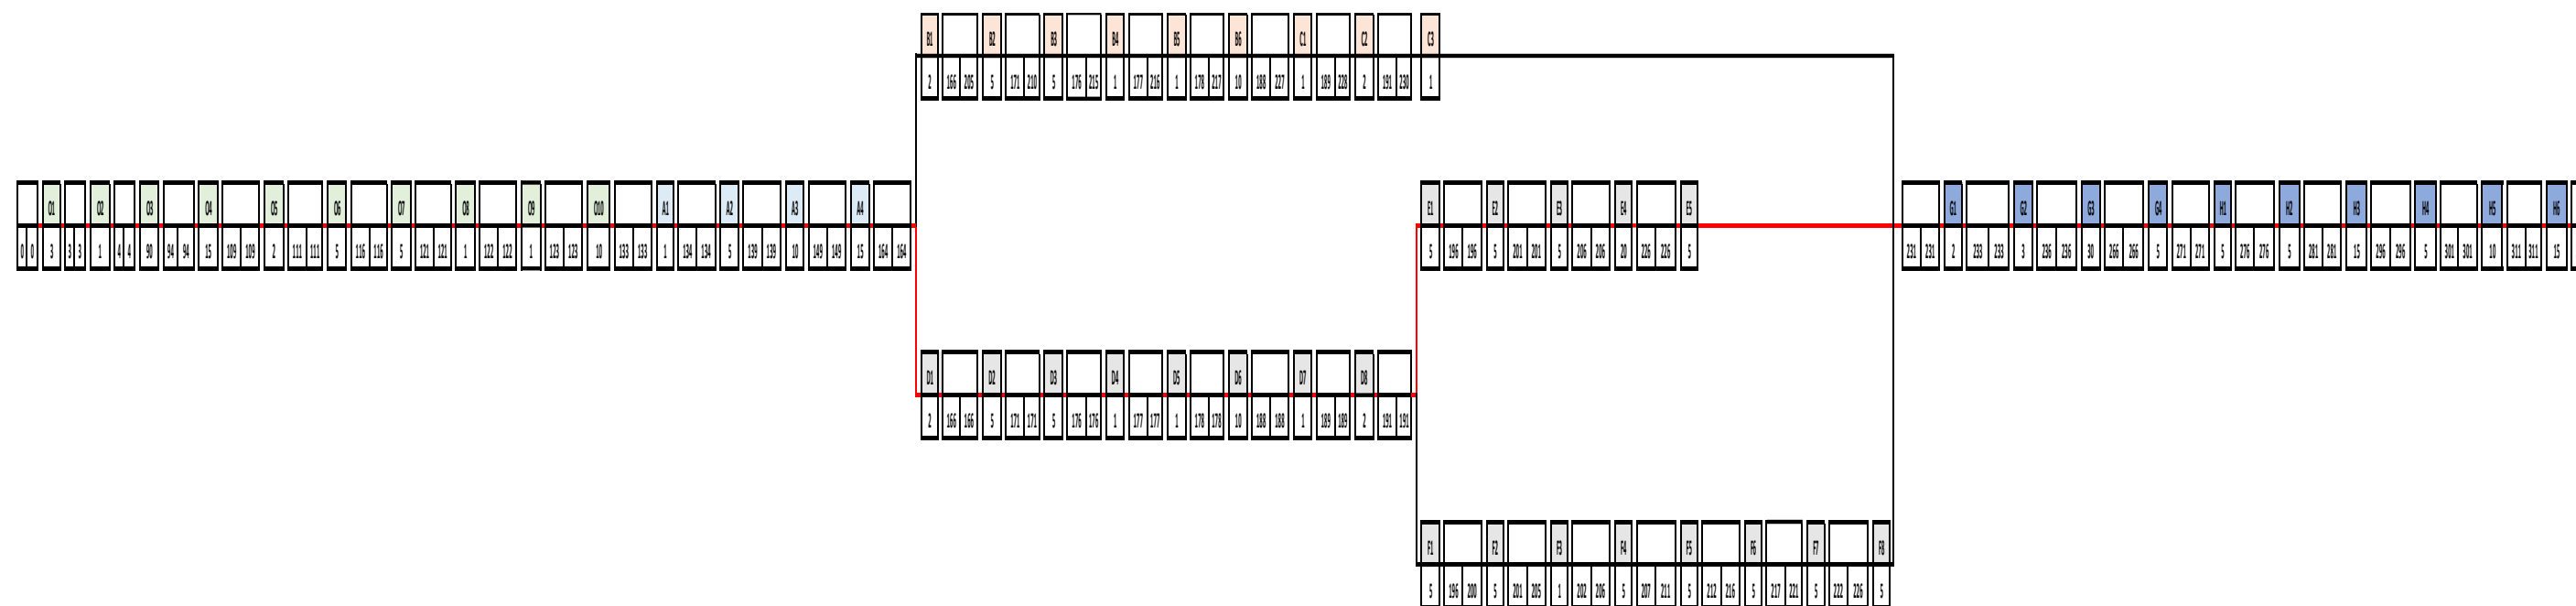 B1 B2 B3 B4 B5 B6 C1 C2 C3
2 166 205 5 171 210 5 176 215 1 177 216 1 178 217 10 188 227 1 189 228 2 191 230 1
O1 O2 O3 O4 O5 O6 O7 O8 O9 O10 A1 A2 A3 A4 E1 E2 E3 E4 E5 G1 G2 G3 G4 H1 H2 H3 H4 H5 H6
0 0 3 3 3 1 4 4 90 94 94 15 109 109 2 111 111 5 116 116 5 121 121 1 122 122 1 123 123 10 133 133 1 134 134 5 139 139 10 149 149 15 164 164 5 196 196 5 201 201 5 206 206 20 226 226 5 231 231 2 233 233 3 236 236 30 266 266 5 271 271 5 276 276 5 281 281 15 296 296 5 301 301 10 311 311 15
D1 D2 D3 D4 D5 D6 D7 D8
2 166 166 5 171 171 5 176 176 1 177 177 1 178 178 10 188 188 1 189 189 2 191 191
F1 F2 F3 F4 F5 F6 F7 F8
5 196 200 5 201 205 1 202 206 5 207 211 5 212 216 5 217 221 5 222 226 5